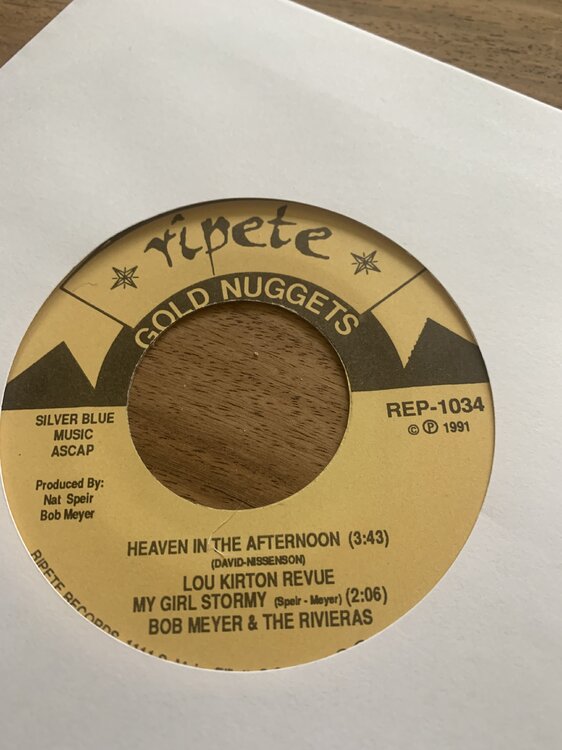 ripete
GOLD NUGGETS
SILVER BLUE
MUSIC
ASCAP
REP-1034
© ℗ 1991
Produced By:
Nat Speir
Bob Meyer
HEAVEN IN THE AFTERNOON (3:43)
(DAVID-NISSENSON)
LOU KIRTON REVUE
MY GIRL STORMY (Speir - Meyer) (2:06)
BOB MEYER & THE RIVIERAS
RIPETE RECORDS,